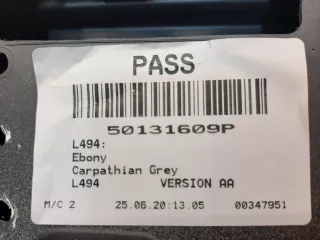 PASS
50131609P
L494:
Ebony
Carpathian Grey
L494 VERSION AA
M/C 2 25.06.20:13.05 00347951